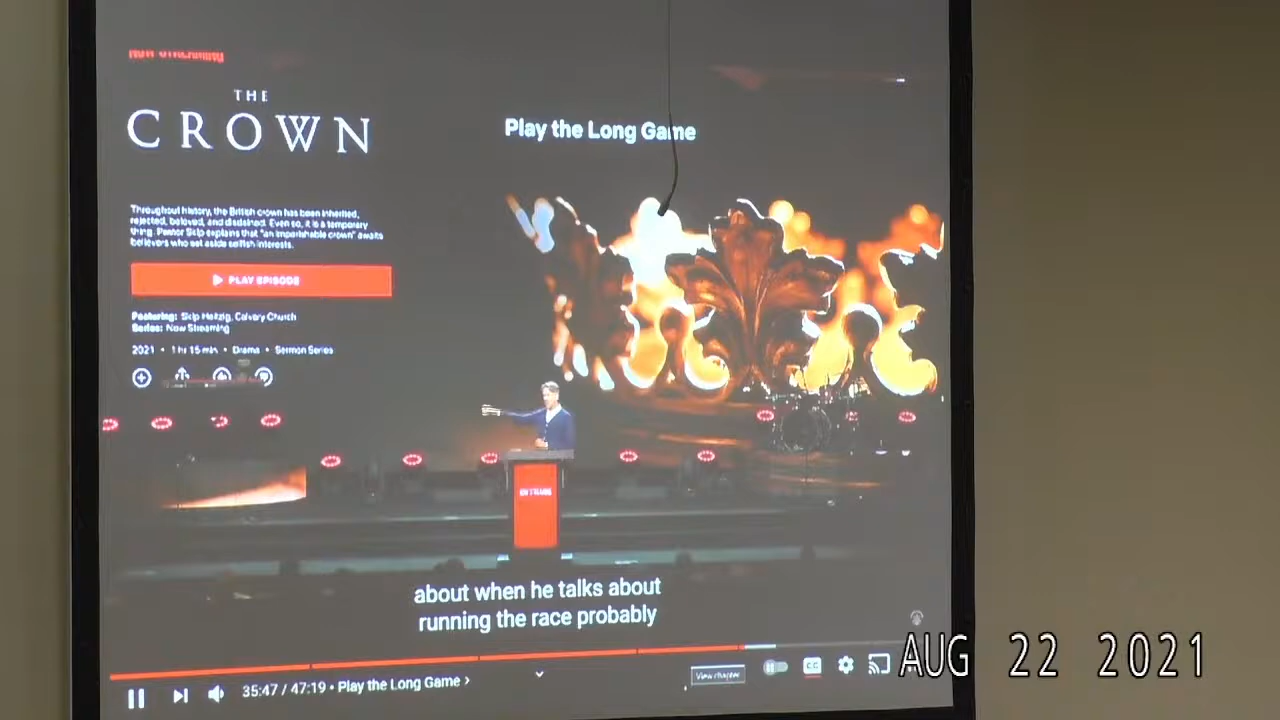 NOW STREAMING
THE
CROWN
Play the Long Game
Throughout history, the British crown has been inherited,
rejected, beloved, and disdained. Even so, it is a temporary
thing. Pastor Skip explains that "an imperishable crown" awaits
believers who set aside selfish interests.
PLAY EPISODE
Featuring: Skip Heitzig, Calvary Church
Series: Now Streaming
2021 • 1 hr 15 min • Drama • Sermon Series
about when he talks about
running the race probably
35:47 / 47:19 • Play the Long Game
CC
AUG 22 2021